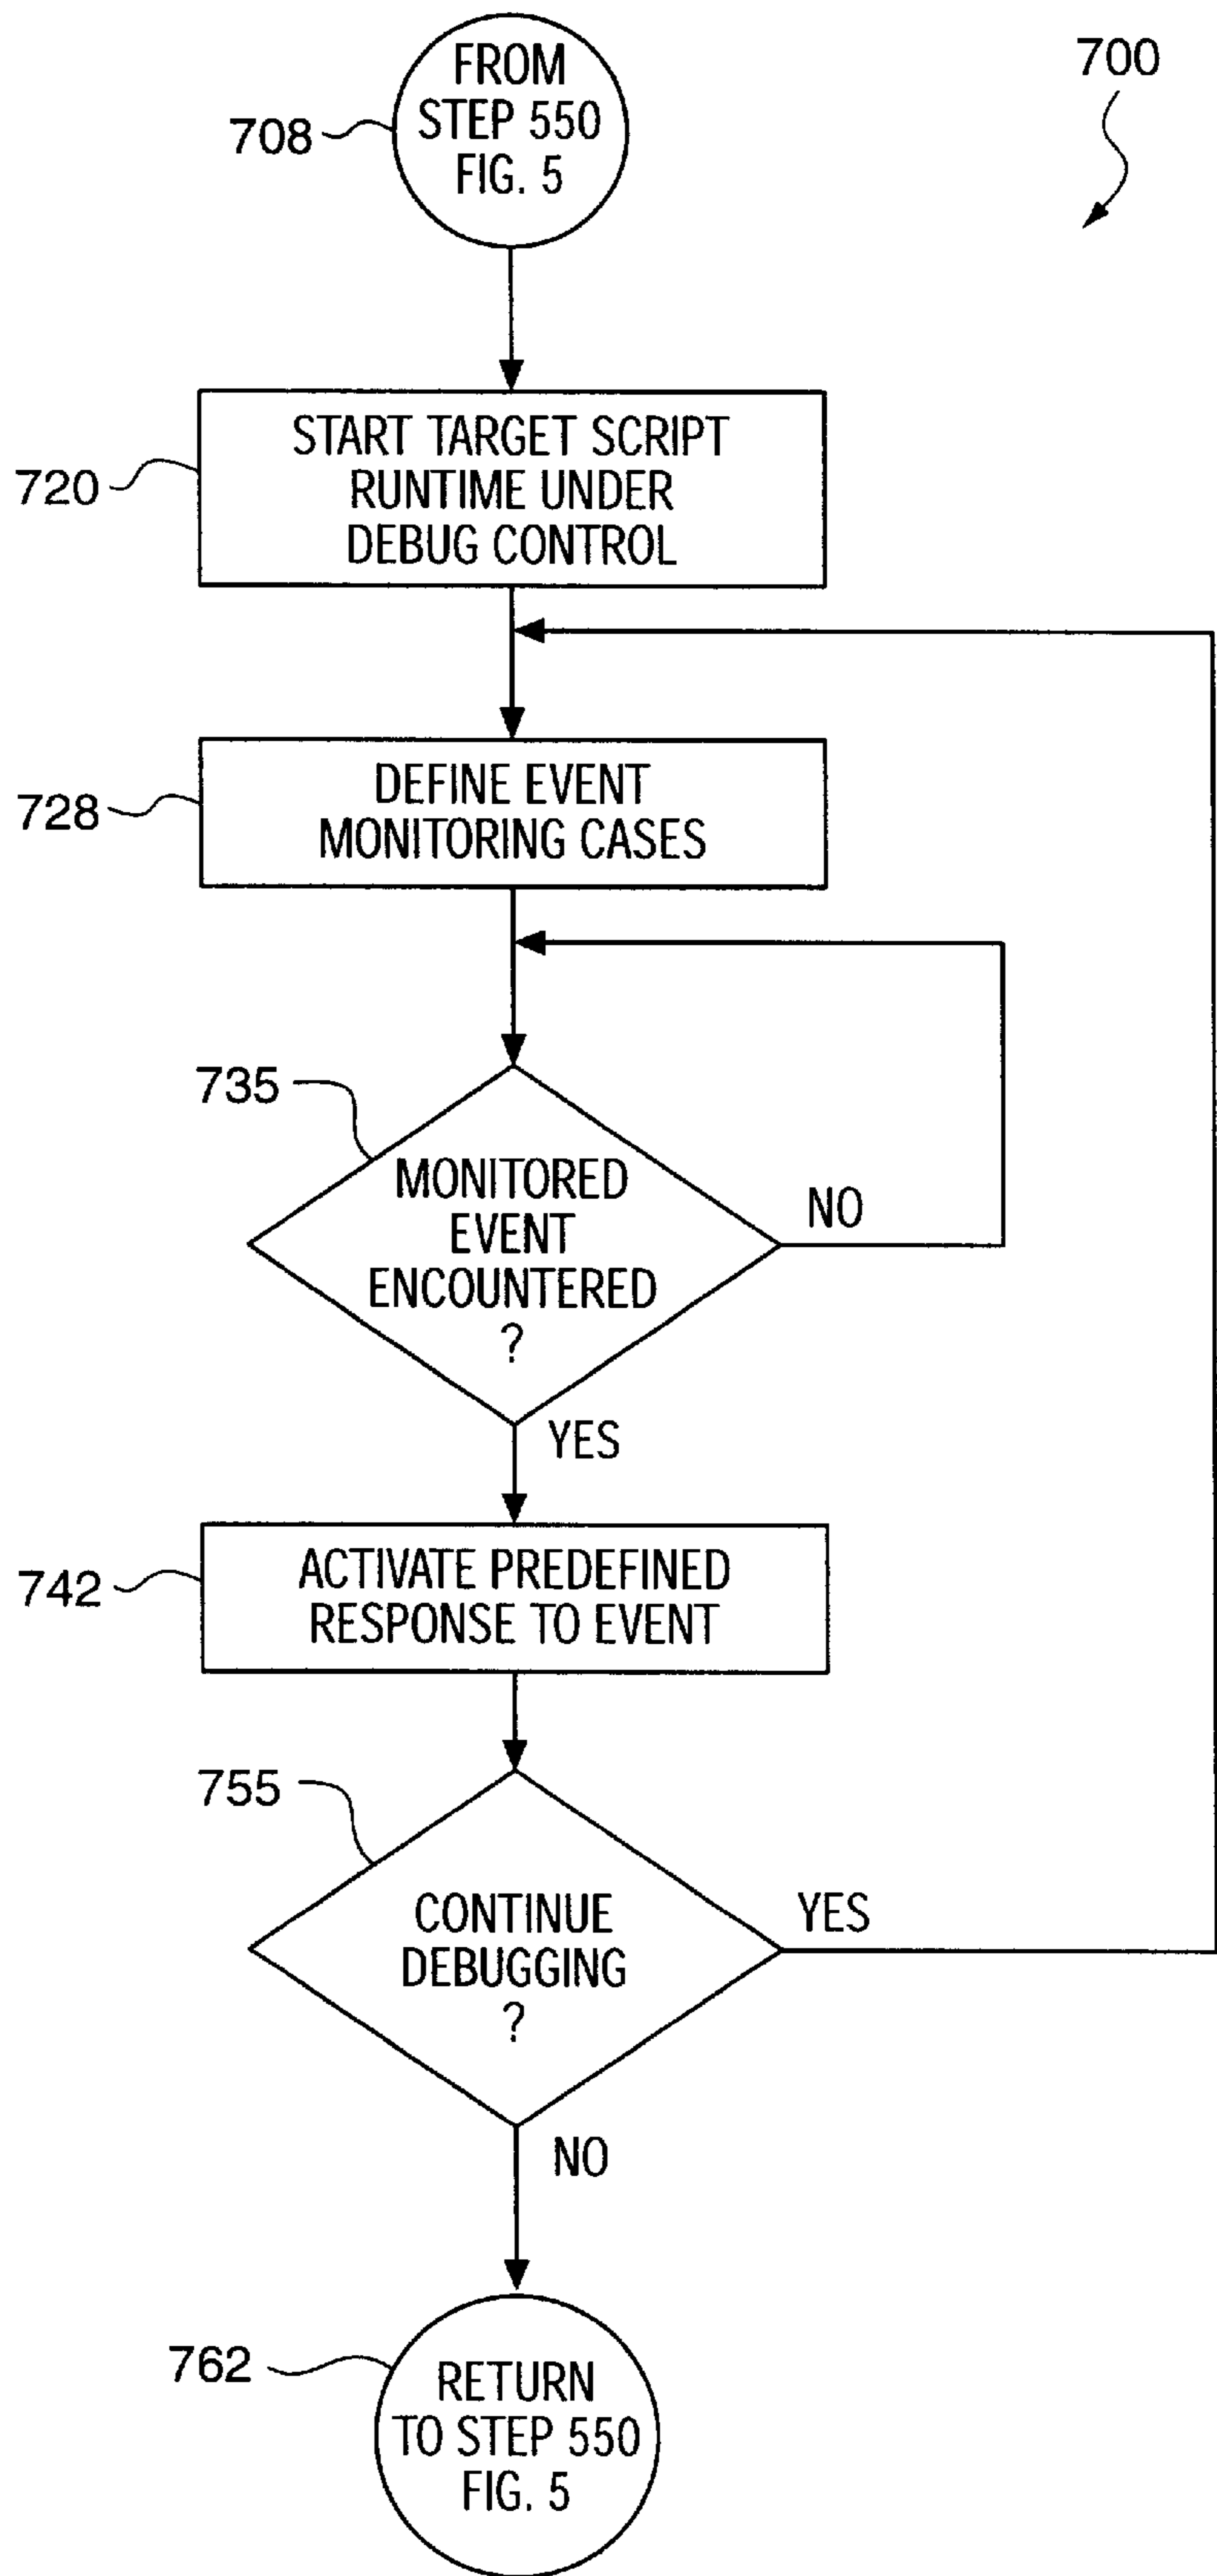 FROM
STEP 550
FIG. 5
708
700
START TARGET SCRIPT
RUNTIME UNDER
DEBUG CONTROL
720
DEFINE EVENT
MONITORING CASES
728
735
MONITORED
EVENT
ENCOUNTERED
?
NO
YES
ACTIVATE PREDEFINED
RESPONSE TO EVENT
742
755
CONTINUE
DEBUGGING
?
YES
NO
762
RETURN
TO STEP 550
FIG. 5